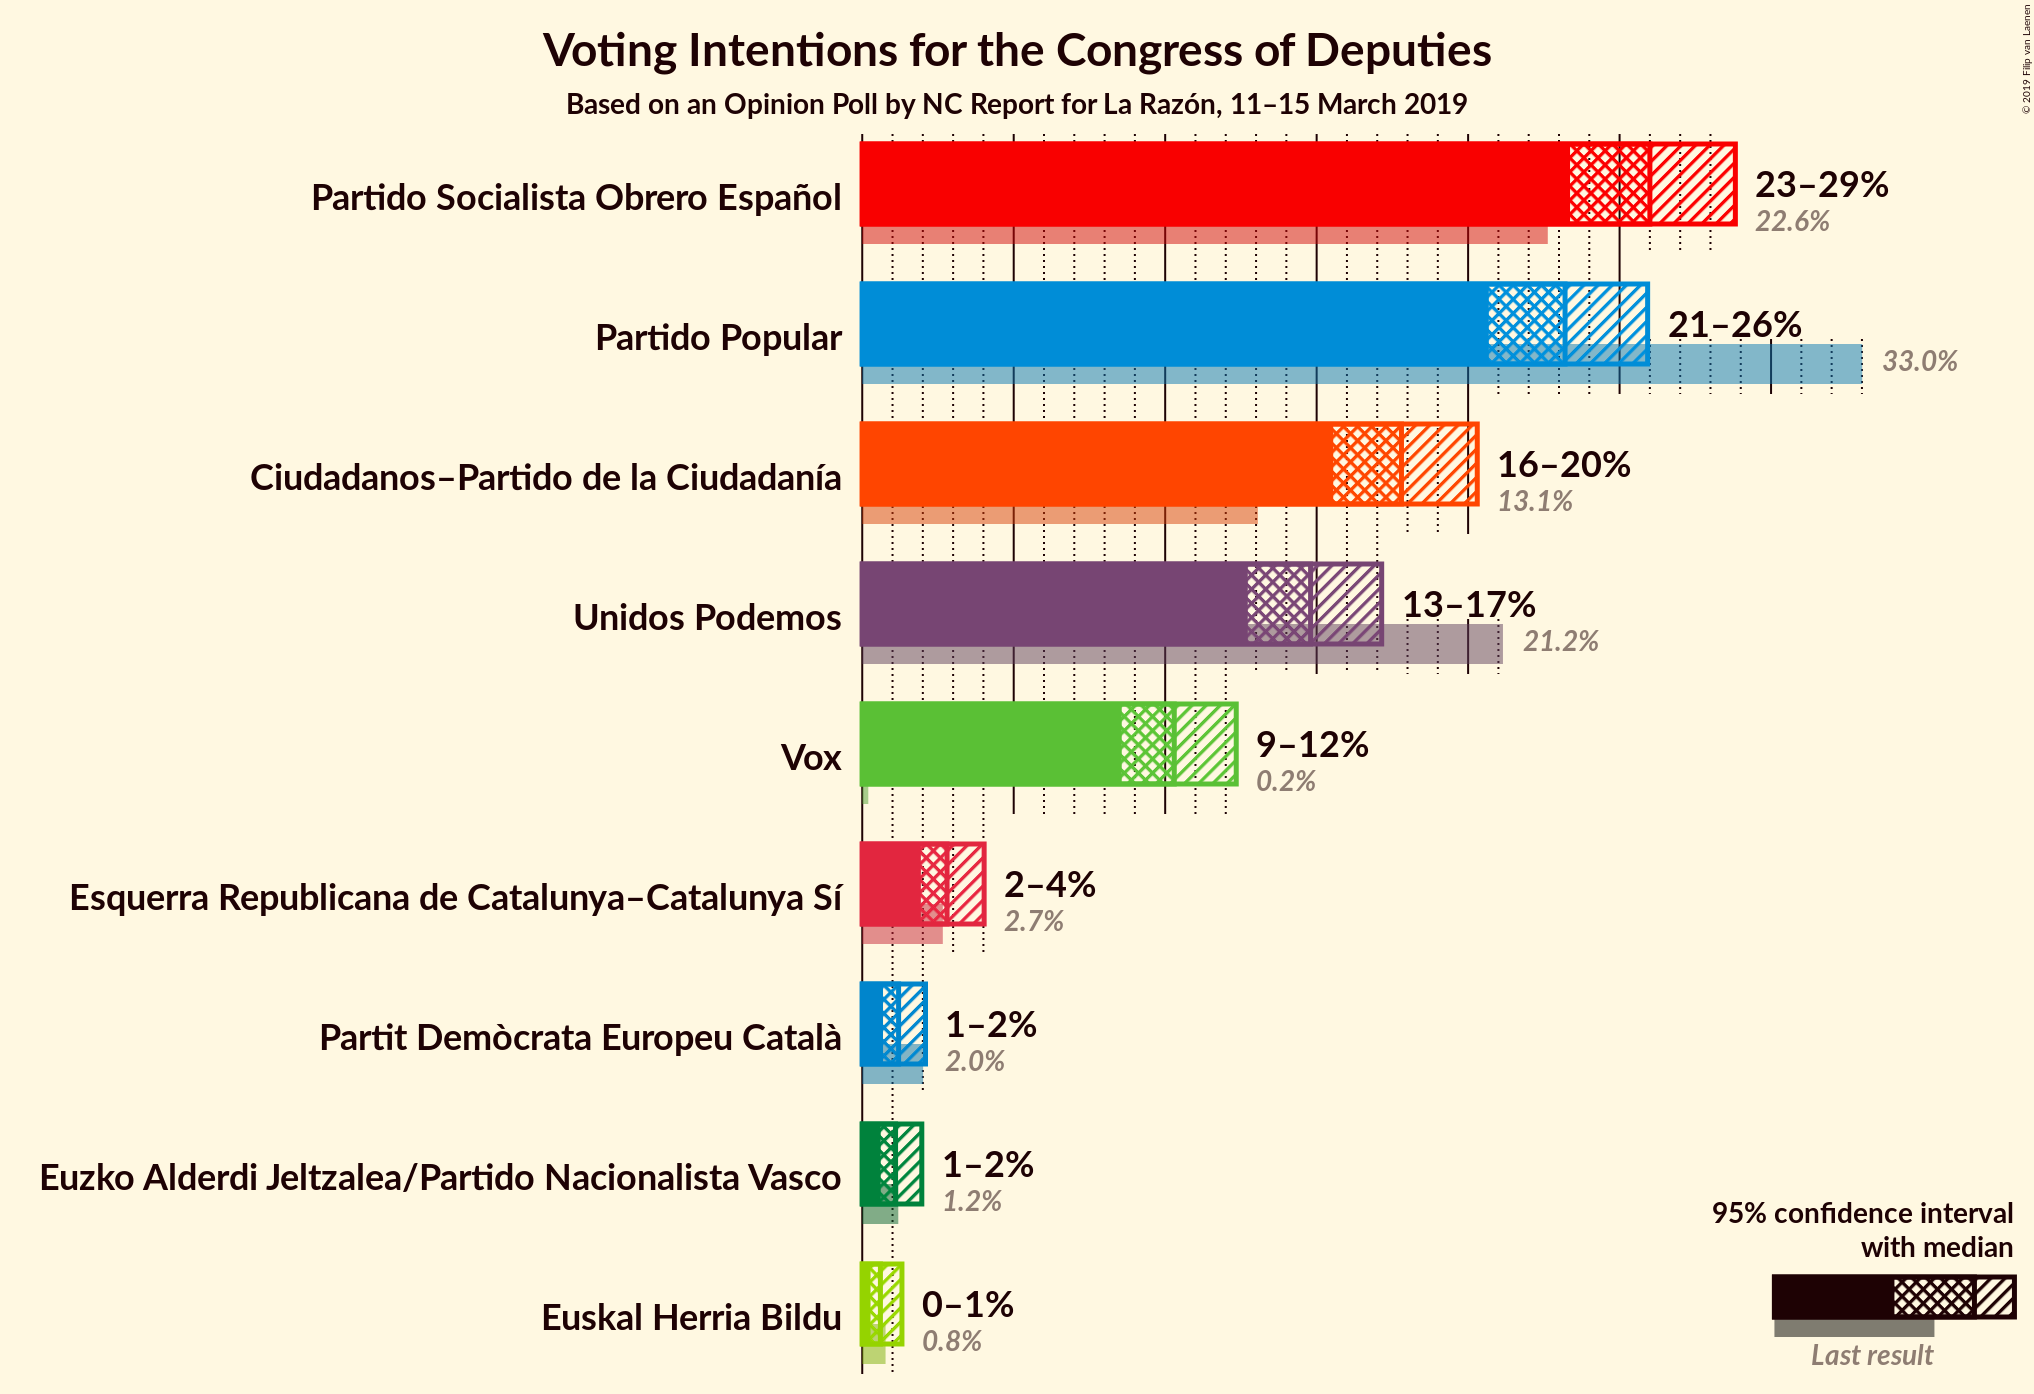 Voting Intentions for the Congress of Deputies
Based on an Opinion Poll by NC Report for La Razón, 11–15 March 2019
© 2019 Filip van Laenen
Partido Socialista Obrero Español
23–29%
22.6%
Partido Popular
21–26%
33.0%
Ciudadanos–Partido de la Ciudadanía
16–20%
13.1%
Unidos Podemos
13–17%
21.2%
Vox
9–12%
0.2%
Esquerra Republicana de Catalunya–Catalunya Sí
2–4%
2.7%
Partit Demòcrata Europeu Català
1–2%
2.0%
Euzko Alderdi Jeltzalea/Partido Nacionalista Vasco
1–2%
1.2%
Euskal Herria Bildu
0–1%
0.8%
95% confidence interval
with median
Last result